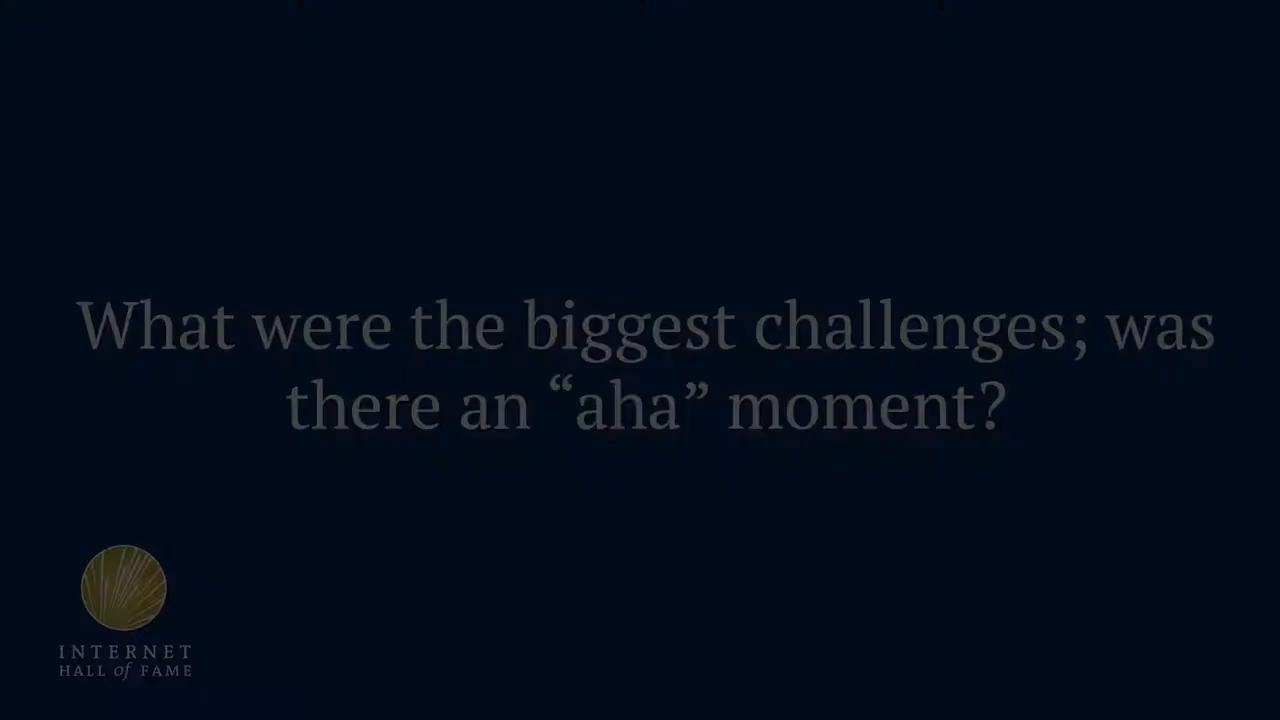 What were the biggest challenges; was
there an “aha” moment?
INTERNET
HALL of FAME